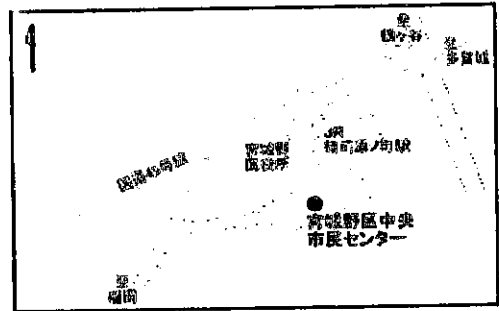 至
鶴ヶ谷
至
多賀城
JR
陸前原ノ町駅
宮城野
区役所
国道45号線
宮城野区中央
市民センター
至
福岡